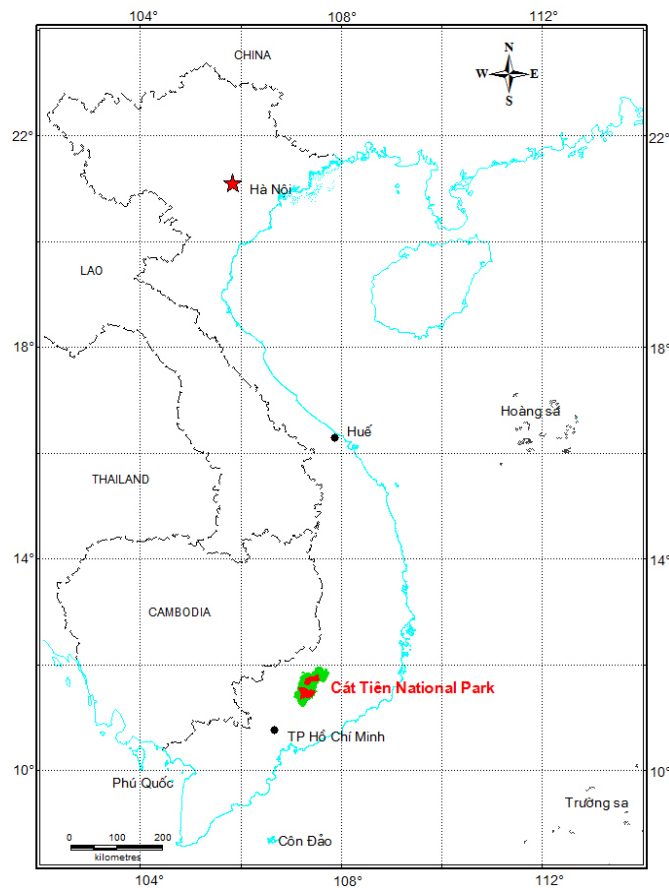 104° 108° 112°
CHINA
N
W E
S
22° 22°
Hà Nội
LAO
18° 18°
Hoàng sa
Huế
THAILAND
14° 14°
CAMBODIA
Cát Tiên National Park
TP Hồ Chí Minh
10° 10°
Phú Quốc
Trường sa
0 100 200
kilometres
Côn Đảo
104° 108° 112°